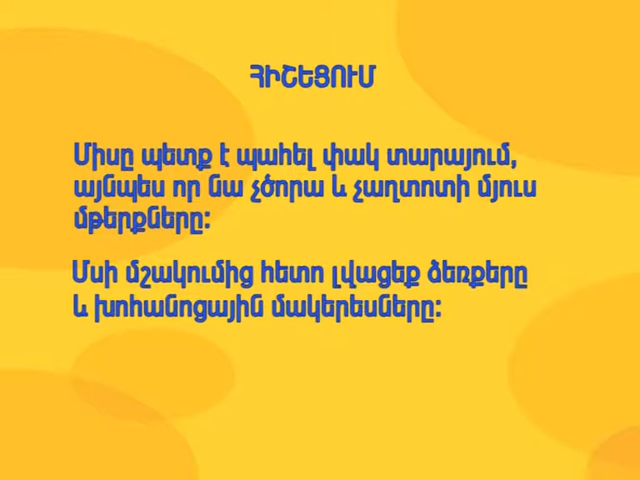 ՀԻՇԵՑՈՒՄ
Միսը պետք է պահել փակ տարայում,
այնպես որ նա չծորա և չաղտոտի մյուս
մթերքները:
Մսի մշակումից հետո լվացեք ձեռքերը
և խոհանոցային մակերեսները: